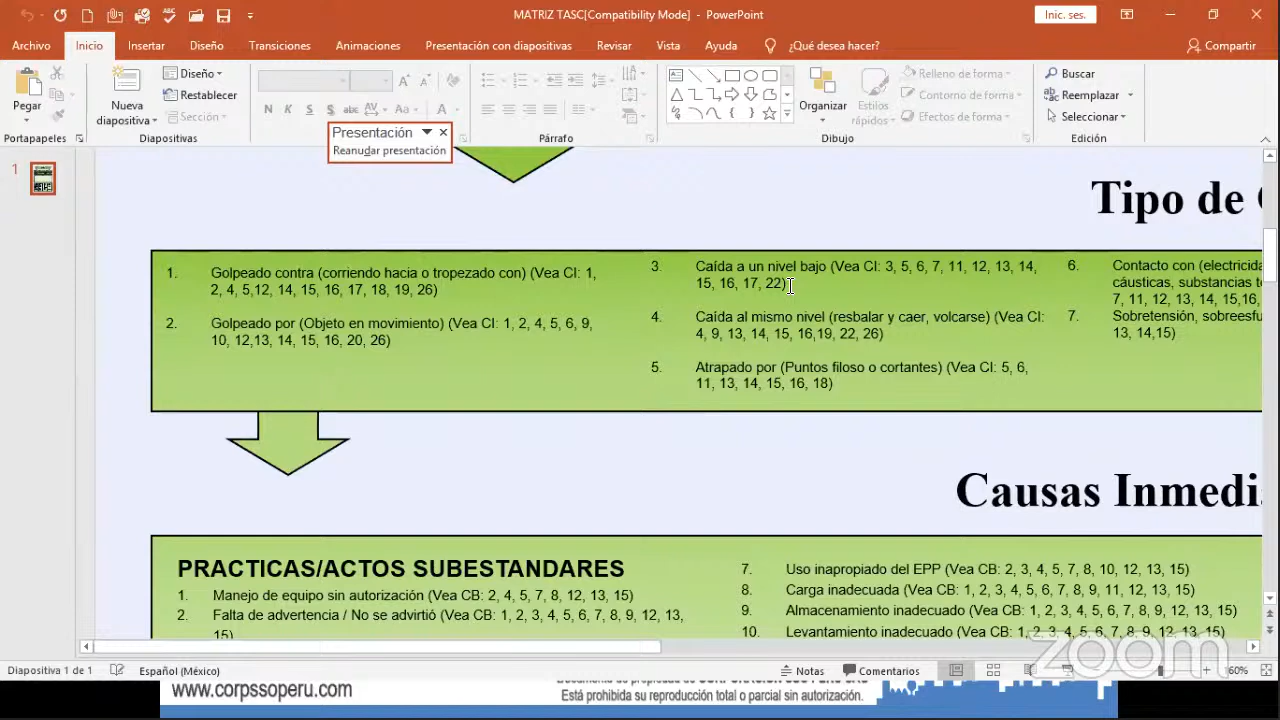 MATRIZ TASC[Compatibility Mode] - PowerPoint
Inic. ses.
Archivo Inicio Insertar Diseño Transiciones Animaciones Presentación con diapositivas Revisar Vista Ayuda ¿Qué desea hacer? Compartir
Pegar
Nueva diapositiva
Diseño
Restablecer
Sección
N K S S abc AV Aa A
Organizar
Estilos rápidos
Relleno de forma
Contorno de forma
Efectos de forma
Buscar
Reemplazar
Seleccionar
Portapapeles Diapositivas Párrafo Dibujo Edición
Presentación
Reanudar presentación
1
Tipo de
1. Golpeado contra (corriendo hacia o tropezado con) (Vea CI: 1,
2, 4, 5,12, 14, 15, 16, 17, 18, 19, 26)
2. Golpeado por (Objeto en movimiento) (Vea CI: 1, 2, 4, 5, 6, 9,
10, 12,13, 14, 15, 16, 20, 26)
3. Caída a un nivel bajo (Vea CI: 3, 5, 6, 7, 11, 12, 13, 14,
15, 16, 17, 22)
4. Caída al mismo nivel (resbalar y caer, volcarse) (Vea CI:
4, 9, 13, 14, 15, 16,19, 22, 26)
5. Atrapado por (Puntos filoso o cortantes) (Vea CI: 5, 6,
11, 13, 14, 15, 16, 18)
6. Contacto con (electricida
cáusticas, substancias t
7, 11, 12, 13, 14, 15,16,
7. Sobretensión, sobreesfu
13, 14,15)
Causas Inmedi
PRACTICAS/ACTOS SUBESTANDARES
1. Manejo de equipo sin autorización (Vea CB: 2, 4, 5, 7, 8, 12, 13, 15)
2. Falta de advertencia / No se advirtió (Vea CB: 1, 2, 3, 4, 5, 6, 7, 8, 9, 12, 13,
15)
7. Uso inapropiado del EPP (Vea CB: 2, 3, 4, 5, 7, 8, 10, 12, 13, 15)
8. Carga inadecuada (Vea CB: 1, 2, 3, 4, 5, 6, 7, 8, 9, 11, 12, 13, 15)
9. Almacenamiento inadecuado (Vea CB: 1, 2, 3, 4, 5, 6, 7, 8, 9, 12, 13, 15)
10. Levantamiento inadecuado (Vea CB: 1, 2, 3, 4, 5, 6, 7, 8, 9, 12, 13, 15)
zoom
Diapositiva 1 de 1 Español (México) Notas Comentarios 60%
www.corpssoperu.com
Está prohibida su reproducción total o parcial sin autorización.